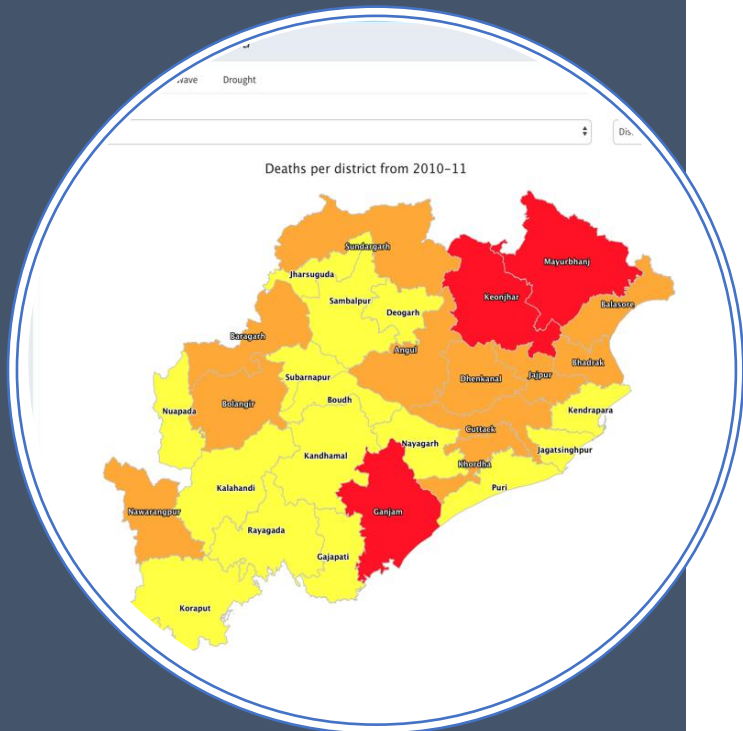 Drought
Deaths per district from 2010-11
Sundargarh
Mayurbhanj
Jharsuguda
Keonjhar
Sambalpur
Balasore
Deogarh
Baragarh
Angul
Bhadrak
Subarnapur
Dhenkanal
Jajpur
Boudh
Bolangir
Nuapada
Kendrapara
Cuttack
Nayagarh
Jagatsinghpur
Kandhamal
Khordha
Kalahandi
Puri
Nawarangpur
Ganjam
Rayagada
Gajapati
Koraput